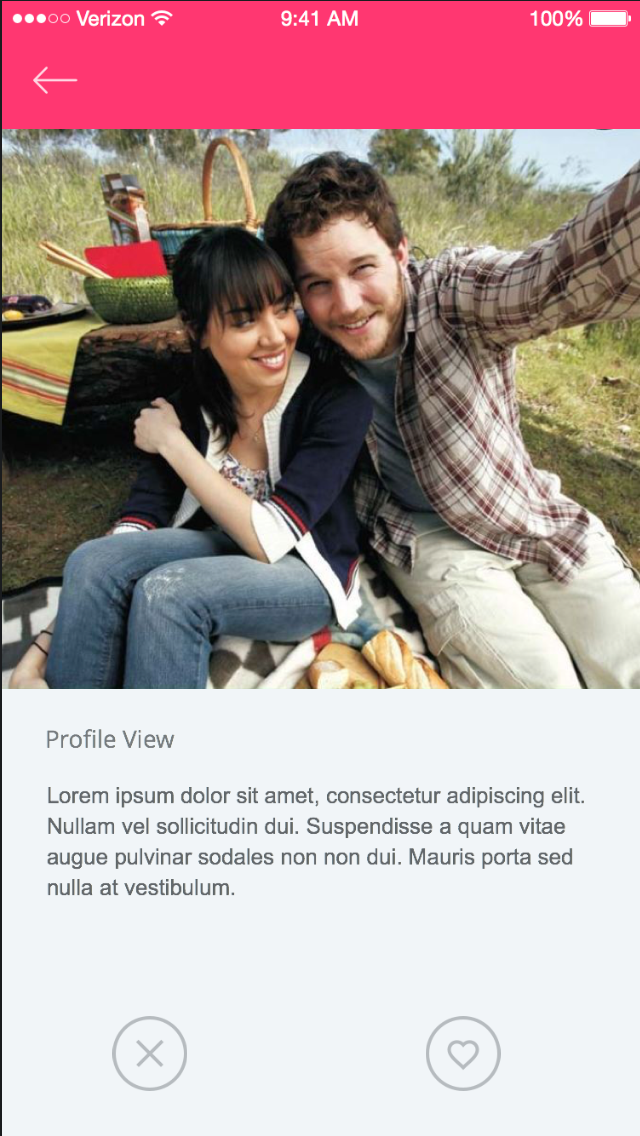 Verizon 9:41 AM 100%
Profile View
Lorem ipsum dolor sit amet, consectetur adipiscing elit.
Nullam vel sollicitudin dui. Suspendisse a quam vitae
augue pulvinar sodales non non dui. Mauris porta sed
nulla at vestibulum.